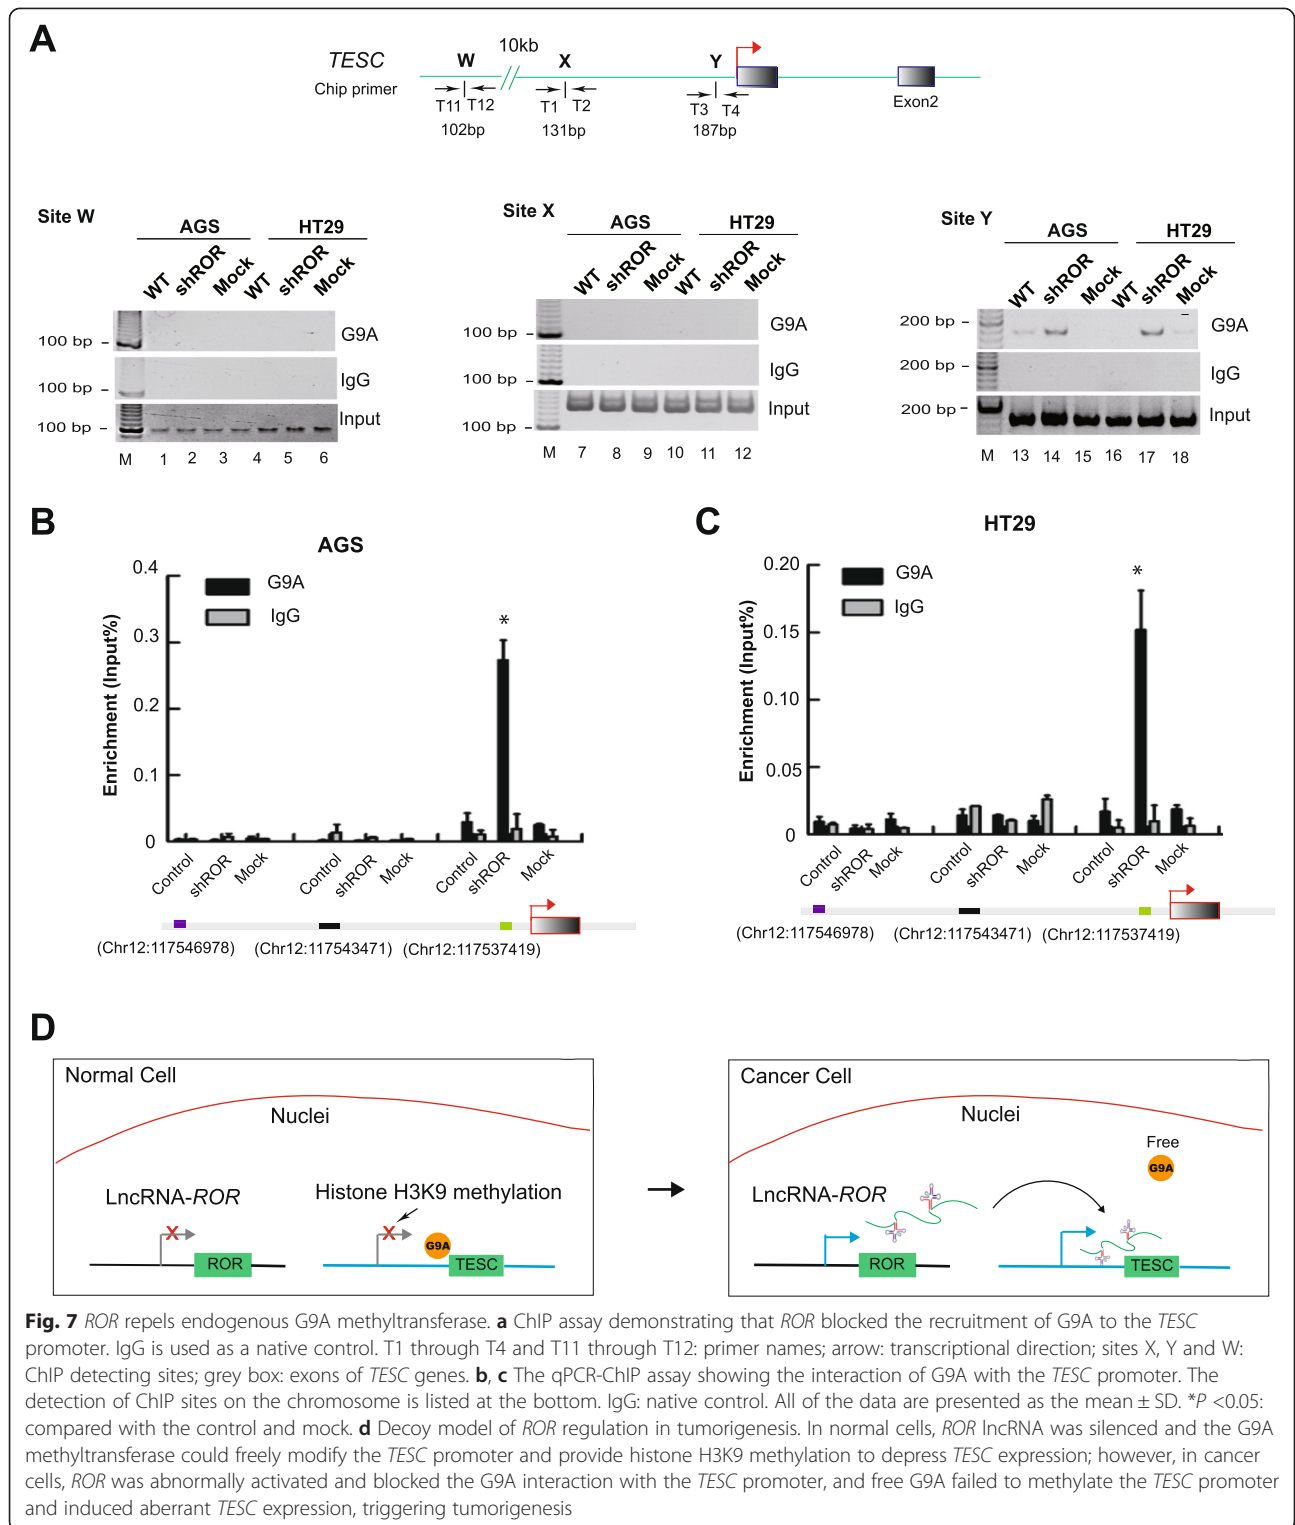 A
TESC
Chip primer
W
10kb
X
Y
T11 T12
T1 T2
T3 T4
Exon2
102bp
131bp
187bp
Site W
AGS
HT29
WT shROR Mock WT shROR Mock
100 bp
G9A
100 bp
IgG
100 bp
Input
M 1 2 3 4 5 6
Site X
AGS
HT29
WT shROR Mock WT shROR Mock
100 bp
G9A
100 bp
IgG
100 bp
Input
M 7 8 9 10 11 12
Site Y
AGS
HT29
WT shROR Mock WT shROR Mock
200 bp
G9A
200 bp
IgG
200 bp
Input
M 13 14 15 16 17 18
B
AGS
G9A
IgG
Enrichment (Input%)
0.4
0.3
0.2
0.1
0
*
Control shROR Mock Control shROR Mock Control shROR Mock
(Chr12:117546978) (Chr12:117543471) (Chr12:117537419)
C
HT29
G9A
IgG
Enrichment (Input%)
0.20
0.15
0.10
0.05
0
*
Control shROR Mock Control shROR Mock Control shROR Mock
(Chr12:117546978) (Chr12:117543471) (Chr12:117537419)
D
Normal Cell
Nuclei
LncRNA-ROR
Histone H3K9 methylation
X
X
G9A
ROR
TESC
Cancer Cell
Nuclei
Free
G9A
LncRNA-ROR
ROR
TESC
Fig. 7 ROR repels endogenous G9A methyltransferase. a ChIP assay demonstrating that ROR blocked the recruitment of G9A to the TESC
promoter. IgG is used as a native control. T1 through T4 and T11 through T12: primer names; arrow: transcriptional direction; sites X, Y and W:
ChIP detecting sites; grey box: exons of TESC genes. b, c The qPCR-ChIP assay showing the interaction of G9A with the TESC promoter. The
detection of ChIP sites on the chromosome is listed at the bottom. IgG: native control. All of the data are presented as the mean ± SD. *P <0.05:
compared with the control and mock. d Decoy model of ROR regulation in tumorigenesis. In normal cells, ROR lncRNA was silenced and the G9A
methyltransferase could freely modify the TESC promoter and provide histone H3K9 methylation to depress TESC expression; however, in cancer
cells, ROR was abnormally activated and blocked the G9A interaction with the TESC promoter, and free G9A failed to methylate the TESC promoter
and induced aberrant TESC expression, triggering tumorigenesis